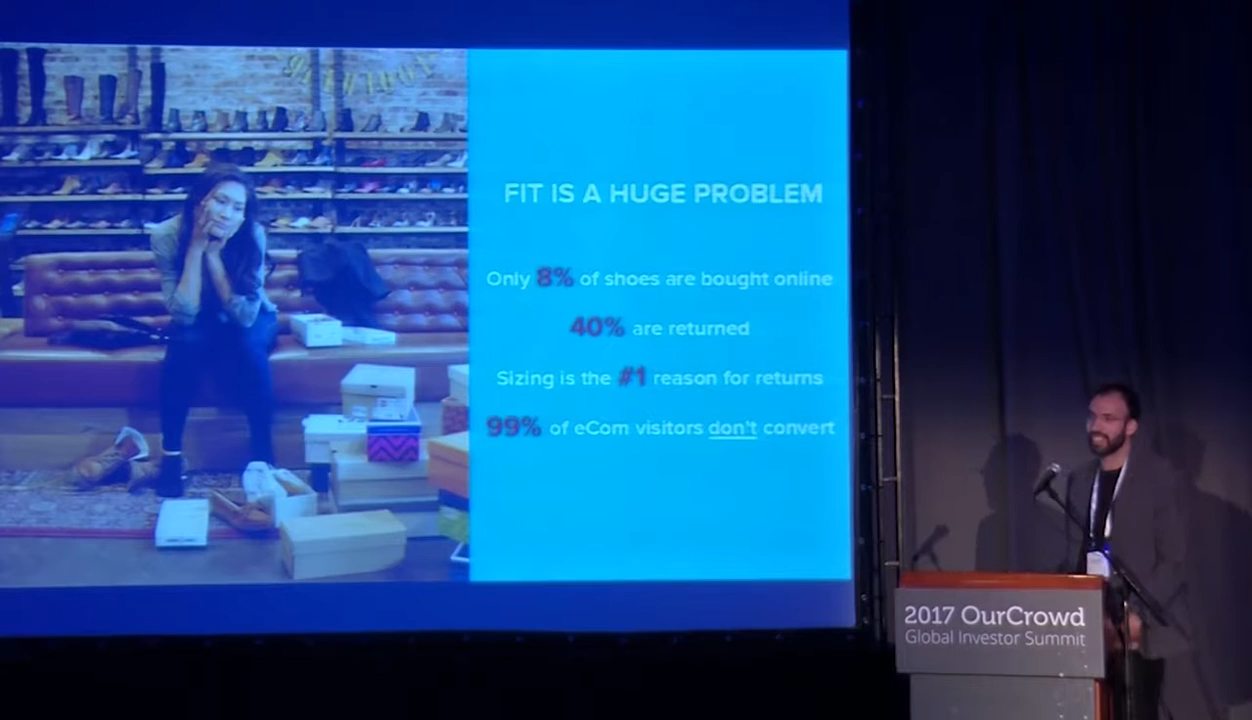 FIT IS A HUGE PROBLEM
Only 8% of shoes are bought online
40% are returned
Sizing is the #1 reason for returns
99% of eCom visitors don't convert
2017 OurCrowd
Global Investor Summit